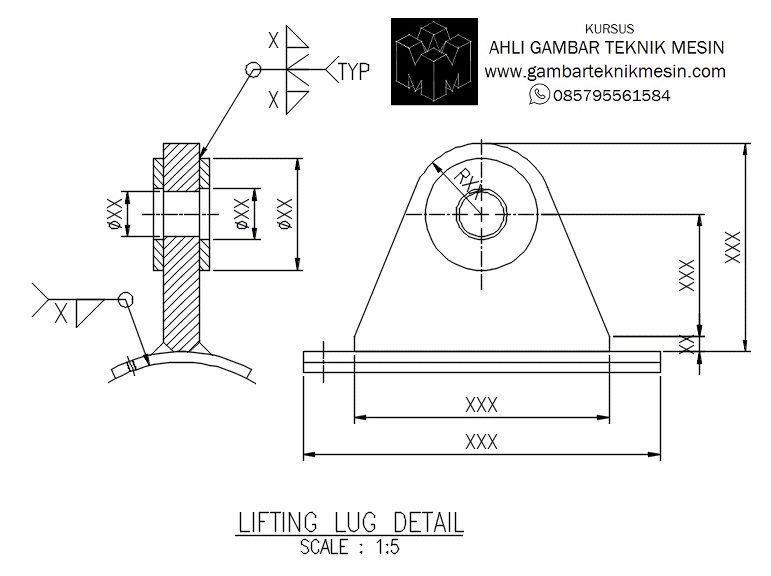 KURSUS
AHLI GAMBAR TEKNIK MESIN
www.gambarteknikmesin.com
085795561584
X
TYP
X
RXX
ØXX
ØXX
ØXX
XXX
XXX
XX
X
XXX
XXX
LIFTING LUG DETAIL
SCALE : 1:5